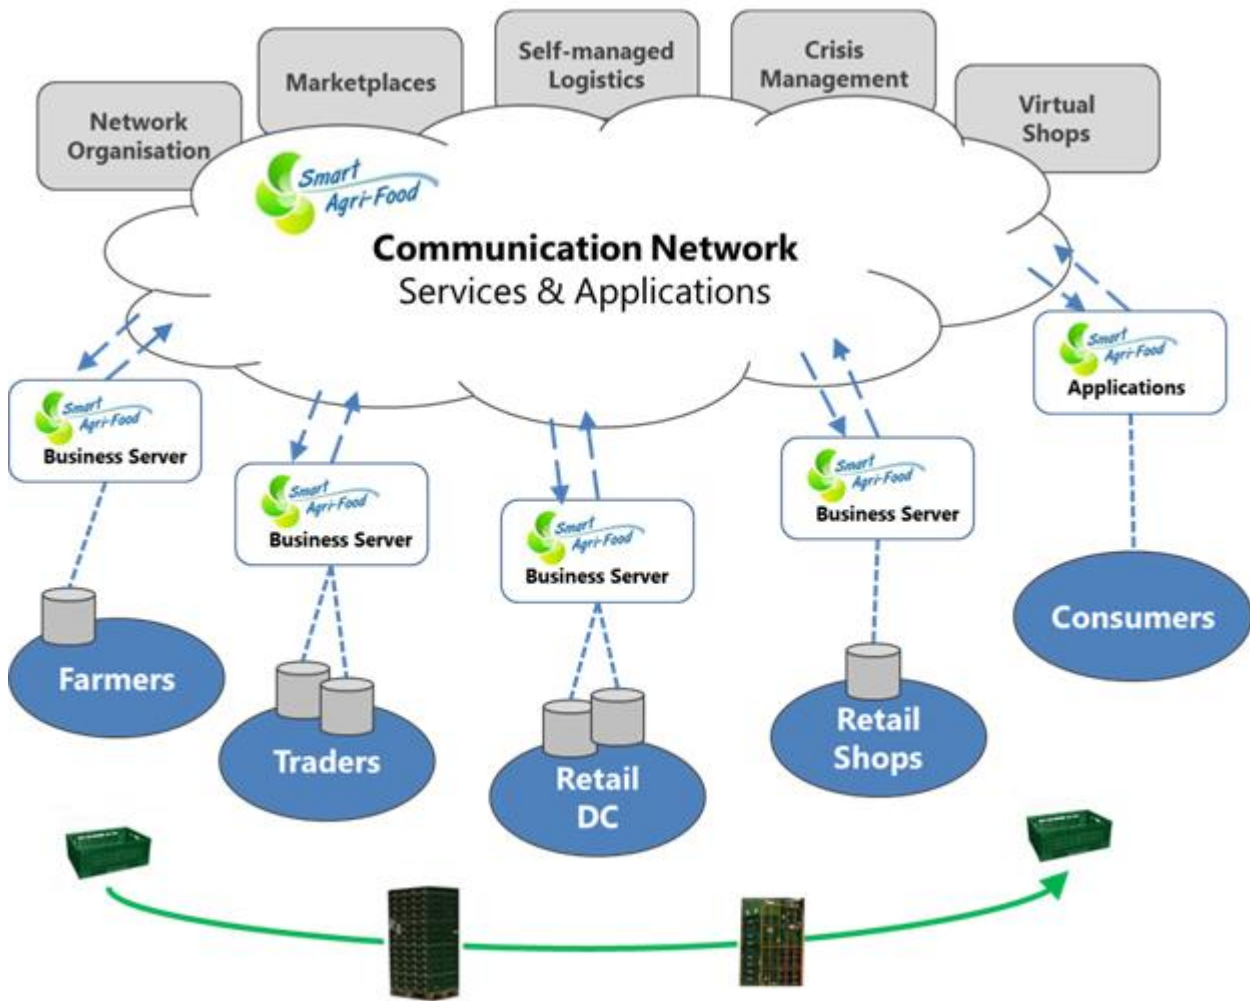 Self-managed
Logistics
Crisis
Management
Marketplaces
Network
Organisation
Virtual
Shops
Smart
Agri-Food
Communication Network
Services & Applications
Smart
Agri-Food
Applications
Smart
Agri-Food
Business Server
Smart
Agri-Food
Business Server
Smart
Agri-Food
Business Server
Smart
Agri-Food
Business Server
Consumers
Farmers
Traders
Retail
DC
Retail
Shops